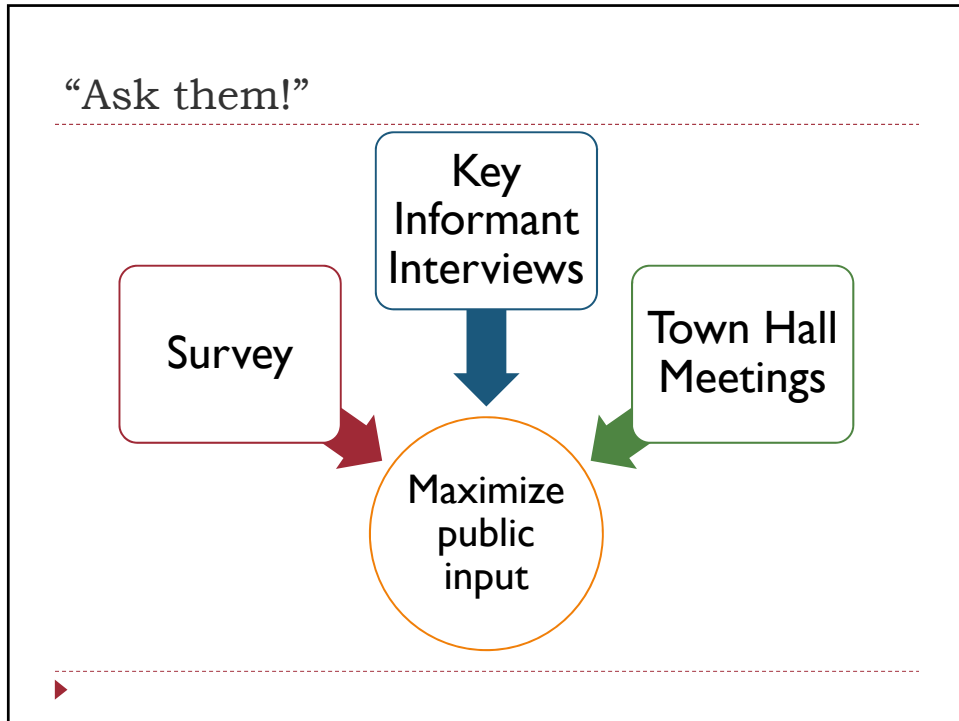 “Ask them!”
Key
Informant
Interviews
Survey
Town Hall
Meetings
Maximize
public
input